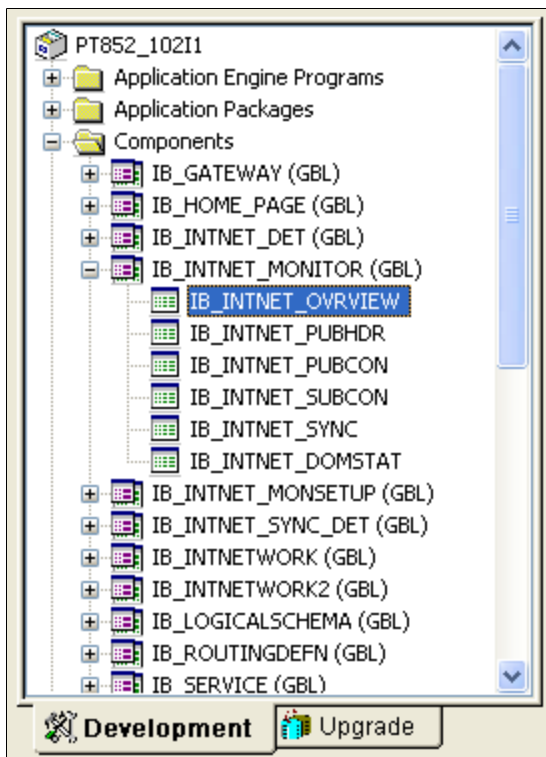 PT852_102I1
Application Engine Programs
Application Packages
Components
IB_GATEWAY (GBL)
IB_HOME_PAGE (GBL)
IB_INTNET_DET (GBL)
IB_INTNET_MONITOR (GBL)
IB_INTNET_OVRVIEW
IB_INTNET_PUBHDR
IB_INTNET_PUBCON
IB_INTNET_SUBCON
IB_INTNET_SYNC
IB_INTNET_DOMSTAT
IB_INTNET_MONSETUP (GBL)
IB_INTNET_SYNC_DET (GBL)
IB_INTNETWORK (GBL)
IB_INTNETWORK2 (GBL)
IB_LOGICALSCHEMA (GBL)
IB_ROUTINGDEFN (GBL)
IB_SERVICE (GBL)
Development Upgrade